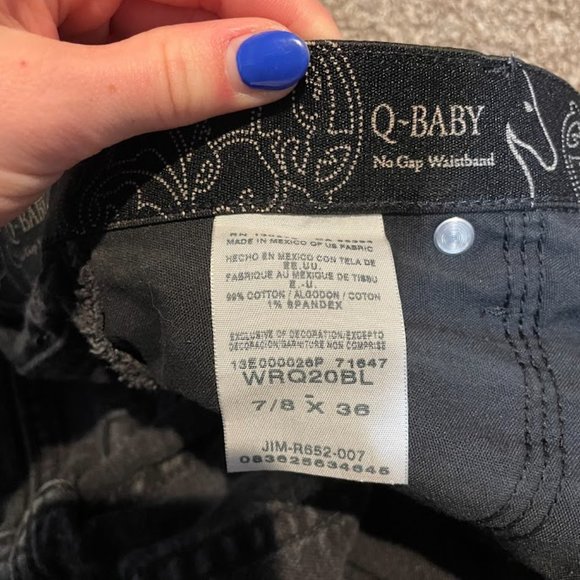 Q~BABY
No Gap Waistband
MADE IN MEXICO OF US FABRIC
HECHO EN MEXICO CON TELA DE
EE.UU.
FABRIQUE AU MEXIQUE DE TISSU
E.-U.
99% COTTON / ALGODON / COTON
1% SPANDEX
EXCLUSIVE OF DECORATION/EXCEPTO
DECORACION/GARNITURE NON COMPRISE
13E000026P 71647
WRQ20BL
7/8 X 36
JIM-R652-007
083625634645